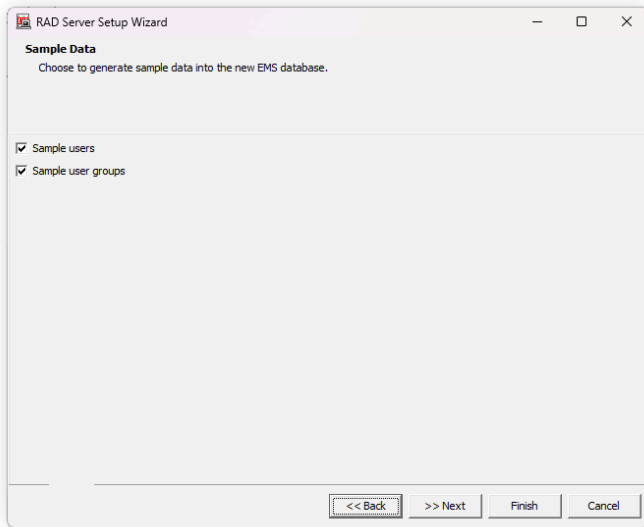 RAD Server Setup Wizard
Sample Data
Choose to generate sample data into the new EMS database.
Sample users
Sample user groups
<< Back
>> Next
Finish
Cancel